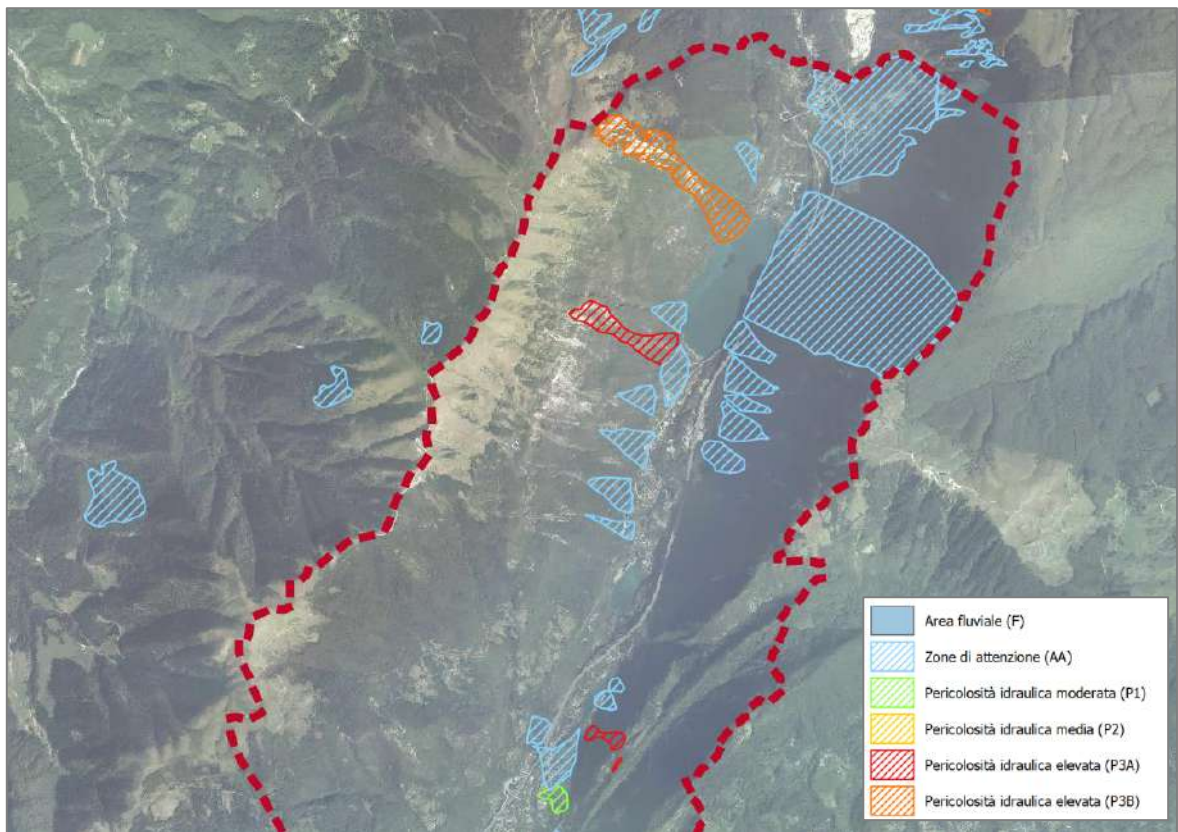 Area fluviale (F)
Zone di attenzione (AA)
Pericolosità idraulica moderata (P1)
Pericolosità idraulica media (P2)
Pericolosità idraulica elevata (P3A)
Pericolosità idraulica elevata (P3B)